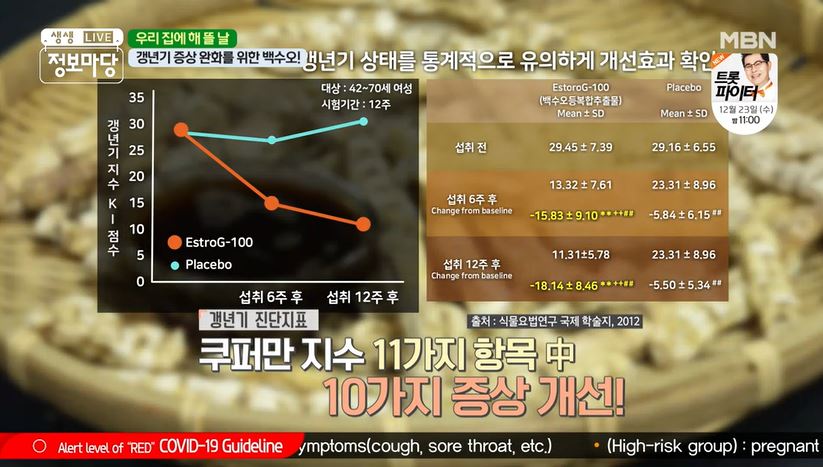 생생 LIVE
정보마당
우리 집에 해 뜰 날
갱년기 증상 완화를 위한 백수오!
갱년기 상태를 통계적으로 유의하게 개선효과 확인
MBN
NEW
트롯
파이터
12월 23일 (수)
밤 11:00
갱년기 지수 KI 점수
대상 : 42~70세 여성
시험기간 : 12주
35
30
25
20
15
10
5
0
EstroG-100
Placebo
섭취 6주 후 섭취 12주 후
EstoroG-100 Placebo
(백수오등복합추출물)
Mean ± SD Mean ± SD
섭취 전 29.45 ± 7.39 29.16 ± 6.55
섭취 6주 후 13.32 ± 7.61 23.31 ± 8.96
Change from baseline -15,83 ± 9.10 **++## -5.84 ± 6.15 ##
섭취 12주 후 11,31±5.78 23.31 ± 8.96
Change from baseline -18,14 ± 8.46 **++## -5.50 ± 5.34 ##
갱년기 진단지표
출처 : 식물요법연구 국제 학술지, 2012
쿠퍼만 지수 11가지 항목 中
10가지 증상 개선!
Alert level of "RED" COVID-19 Guideline ymptoms(cough, sore throat, etc.) • (High-risk group) : pregnant